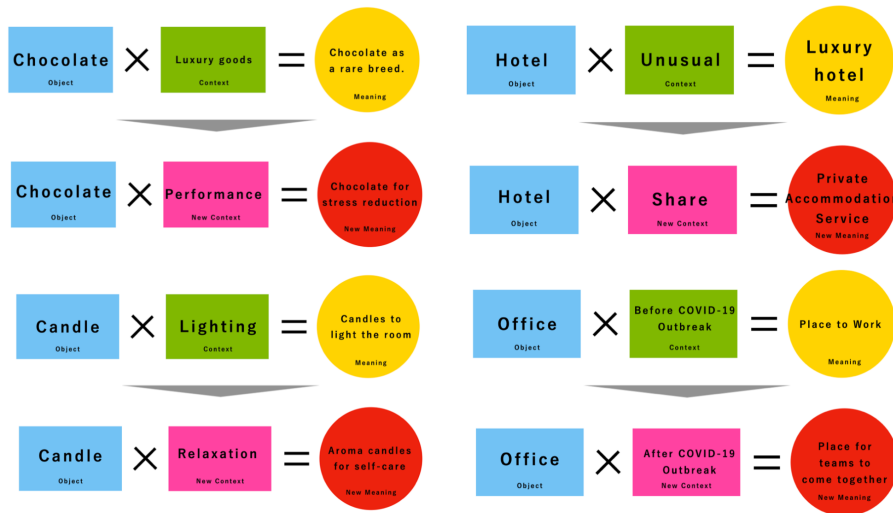 Chocolate
Object
×
Luxury goods
Context
=
Chocolate as
a rare breed.
Meaning
Chocolate
Object
×
Performance
New Context
=
Chocolate for
stress reduction
New Meaning
Candle
Object
×
Lighting
Context
=
Candles to
light the room
Meaning
Candle
Object
×
Relaxation
New Context
=
Aroma candles
for self-care
New Meaning
Hotel
Object
×
Unusual
Context
=
Luxury
hotel
Meaning
Hotel
Object
×
Share
New Context
=
Private
Accommodation
Service
New Meaning
Office
Object
×
Before COVID-19
Outbreak
Context
=
Place to Work
Meaning
Office
Object
×
After COVID-19
Outbreak
New Context
=
Place for
teams to
come together
New Meaning